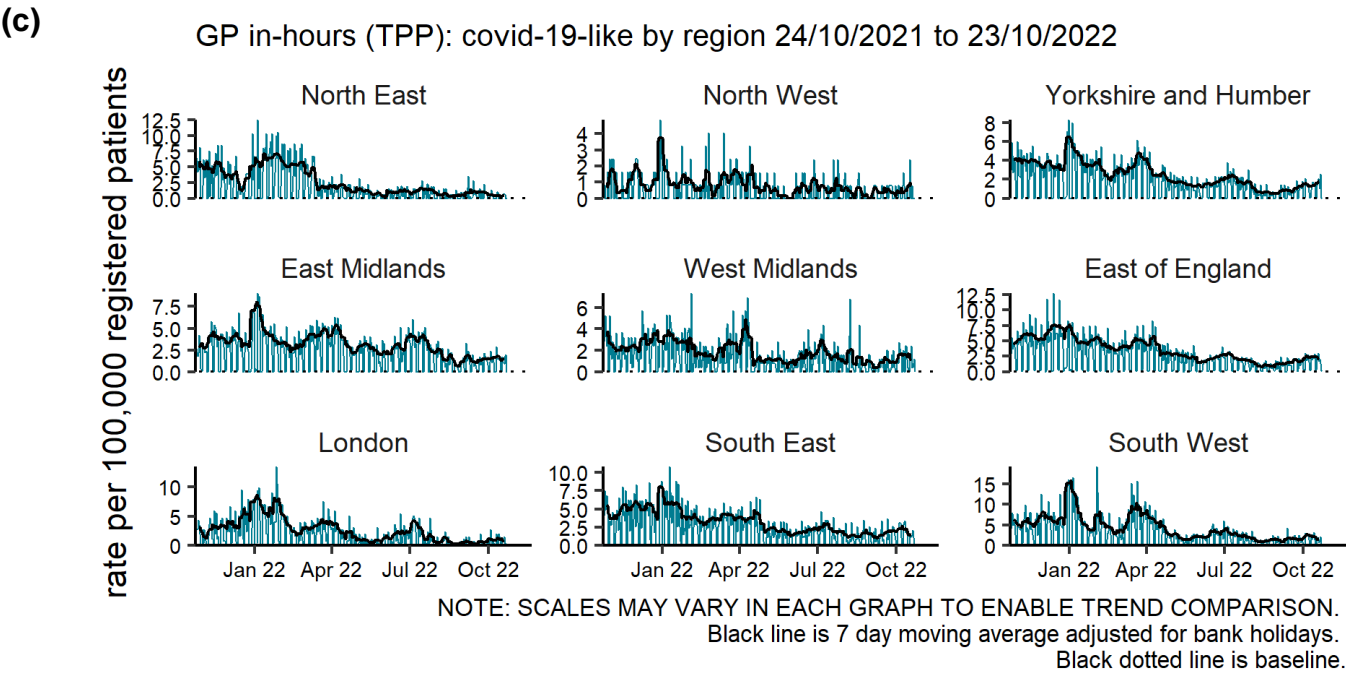 (c)
GP in-hours (TPP): covid-19-like by region 24/10/2021 to 23/10/2022
rate per 100,000 registered patients
North East
12.5
10.0
7.5
5.0
2.5
0.0
North West
4
3
2
1
0
Yorkshire and Humber
8
6
4
2
0
East Midlands
7.5
5.0
2.5
0.0
West Midlands
6
4
2
0
East of England
12.5
10.0
7.5
5.0
2.5
0.0
London
10
5
0
Jan 22 Apr 22 Jul 22 Oct 22
South East
10.0
7.5
5.0
2.5
0.0
Jan 22 Apr 22 Jul 22 Oct 22
South West
15
10
5
0
Jan 22 Apr 22 Jul 22 Oct 22
NOTE: SCALES MAY VARY IN EACH GRAPH TO ENABLE TREND COMPARISON.
Black line is 7 day moving average adjusted for bank holidays.
Black dotted line is baseline.